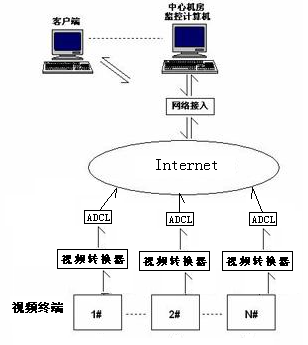 客户端
中心机房
监控计算机
网络接入
Internet
ADCL
ADCL
ADCL
视频转换器
视频转换器
视频转换器
视频终端
1#
2#
N#